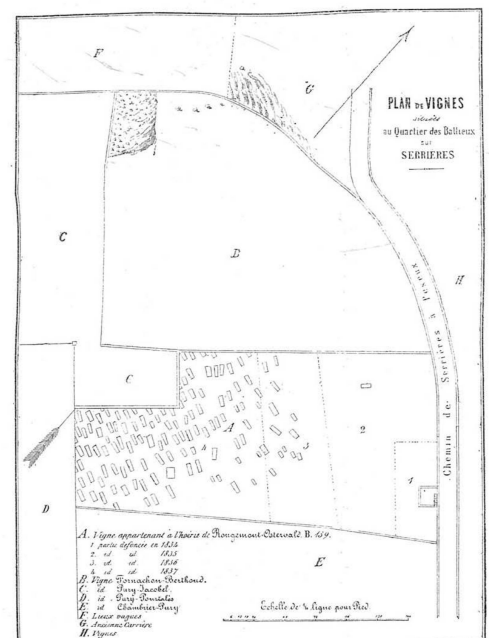 F
G
PLAN DE VIGNES
situées
au Quartier des Battieux
sur
SERRIÈRES
C
B
H
Chemin de Serrières à Peseux
C
A
4
3
2
1
D
E
A. Vigne appartenant à l'hoirie de Rougemont-Osterwald. B. 159.
1 partie défoncée en 1834
2. id id. 1835
3. id. id. 1836
4 id id. 1837
B. Vigne Fornachon-Berthoud.
C. id Pury-Jacobel.
D. id. Pury-Pourtalès
E id Chambrier-Pury
F. Lieux vagues
G. Ancienne Carrière
H. Vignes
Echelle de ¼ ligne pour Pied